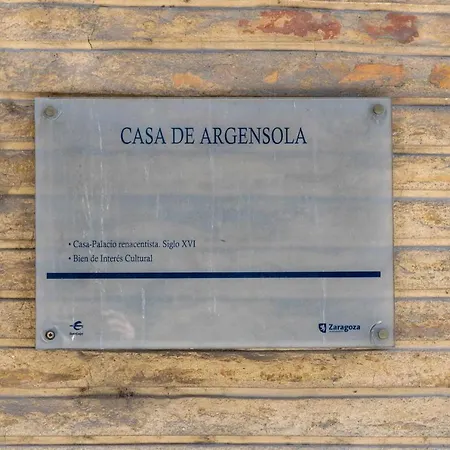 CASA DE ARGENSOLA
• Casa-Palacio renacentista. Siglo XVI
• Bien de Interés Cultural
Zaragoza